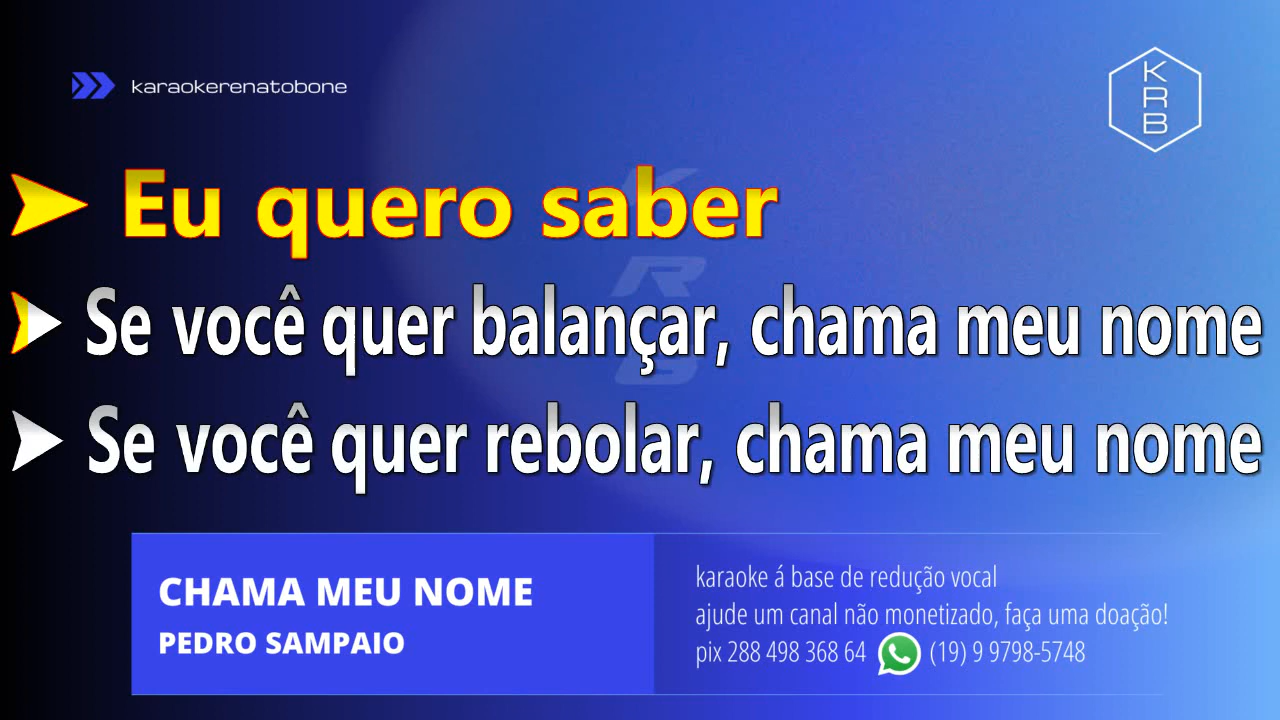 karaokerenatobone
K
R
B
Eu quero saber
K
R
B
Se você quer balançar, chama meu nome
Se você quer rebolar, chama meu nome
CHAMA MEU NOME
PEDRO SAMPAIO
karaoke á base de redução vocal
ajude um canal não monetizado, faça uma doação!
pix 288 498 368 64 (19) 9 9798-5748